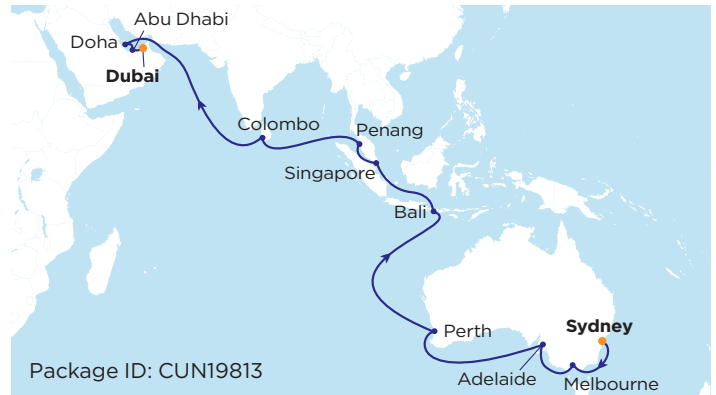 Abu Dhabi
Doha
Dubai
Colombo
Penang
Singapore
Bali
Perth
Sydney
Adelaide
Melbourne
Package ID: CUN19813